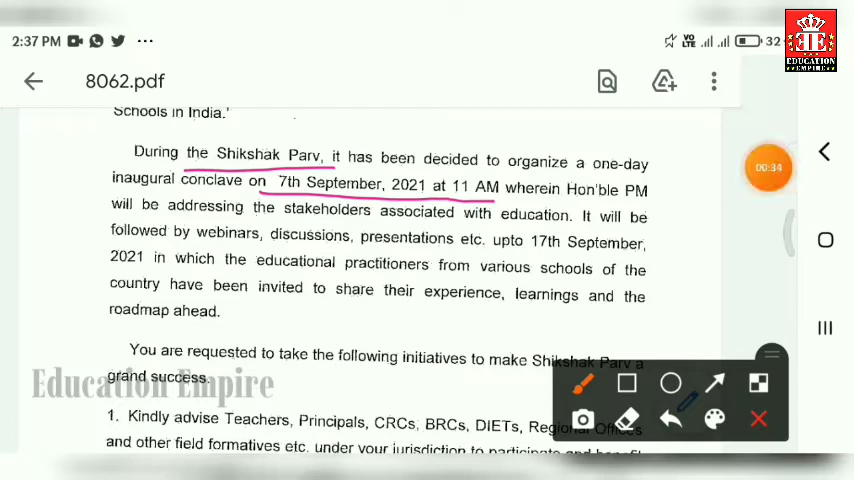 2:37 PM
VO
LTE
32
EDUCATION
EMPIRE
8062.pdf
00:34
Schools in India.'
During the Shikshak Parv, it has been decided to organize a one-day
inaugural conclave on 7th September, 2021 at 11 AM wherein Hon'ble PM
will be addressing the stakeholders associated with education. It will be
followed by webinars, discussions, presentations etc. upto 17th September,
2021 in which the educational practitioners from various schools of the
country have been invited to share their experience, learnings and the
roadmap ahead.
You are requested to take the following initiatives to make Shikshak Parv a
grand success.
Education Empire
1. Kindly advise Teachers, Principals, CRCs, BRCs, DIETs, Regional Offices
and other field formatives etc. under your jurisdiction to participate and benefit